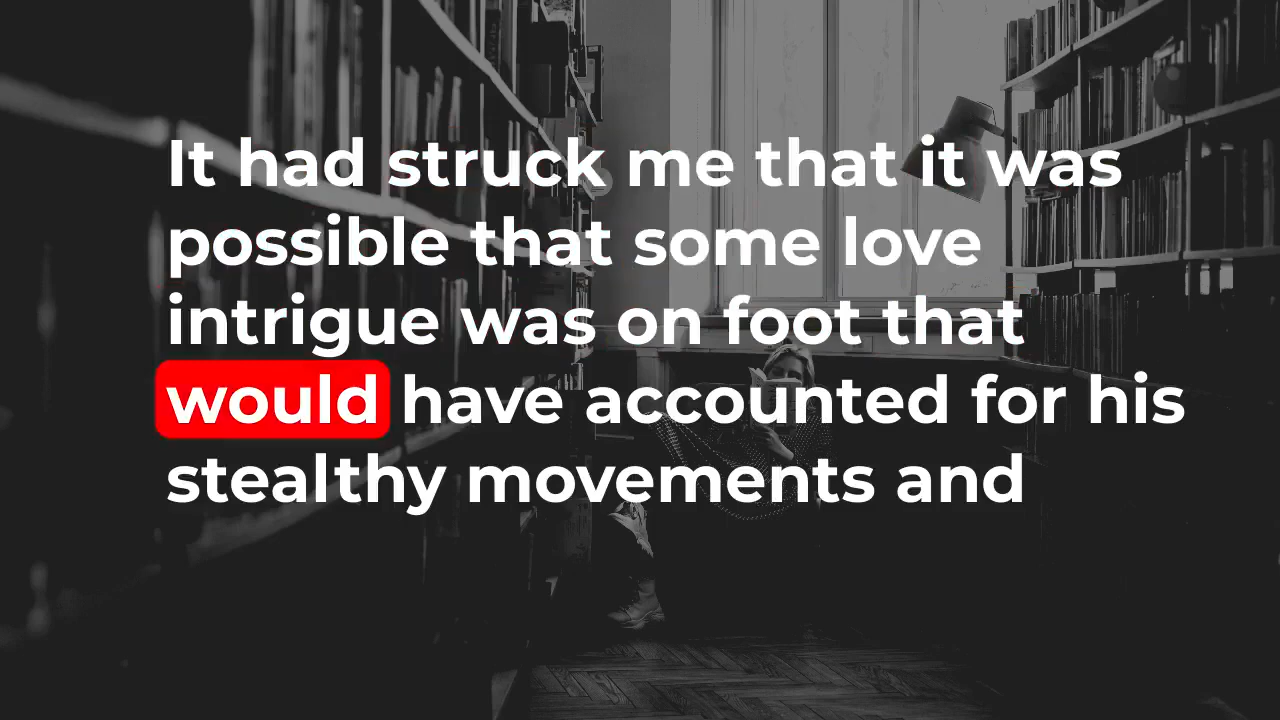 It had struck me that it was
possible that some love
intrigue was on foot that
would have accounted for his
stealthy movements and